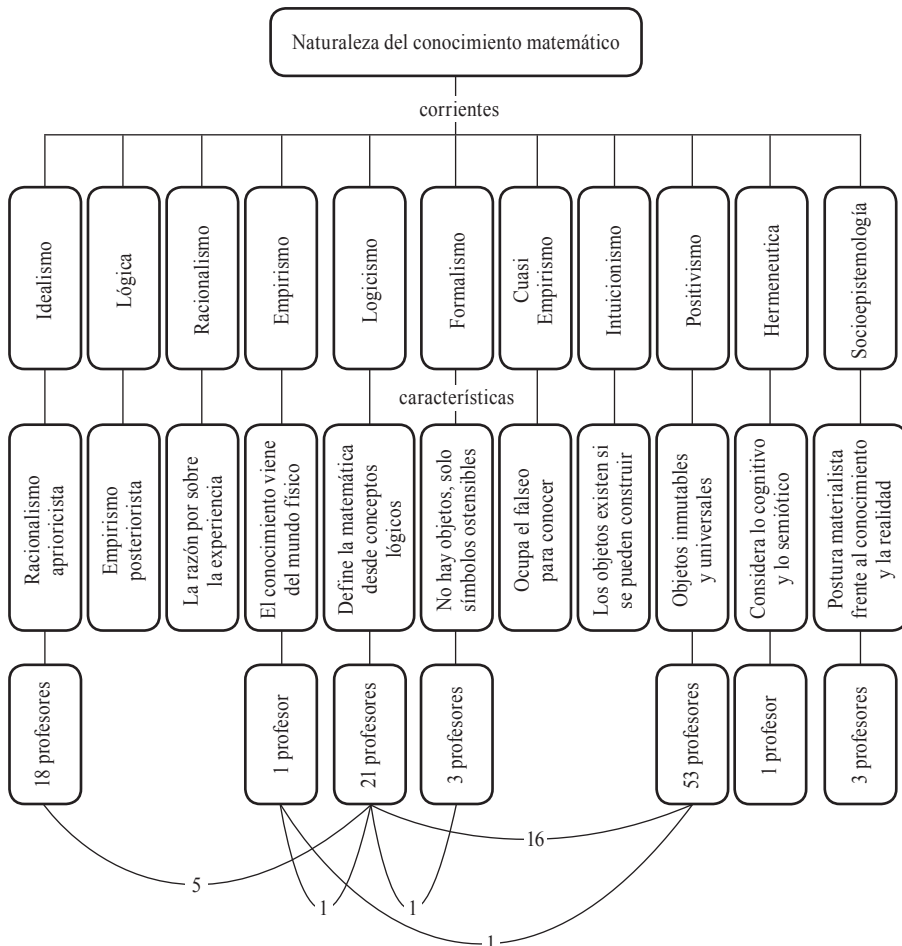 Naturaleza del conocimiento matemático
corrientes
Idealismo
Lógica
Racionalismo
Empirismo
Logicismo
Formalismo
Cuasi
Empirismo
Intuicionismo
Positivismo
Hermeneutica
Socioepistemología
características
Racionalismo
aprioricista
Empirismo
posteriorista
La razón por sobre
la experiencia
El conocimiento viene
del mundo físico
Define la matemática
desde conceptos
lógicos
No hay objetos, solo
símbolos ostensibles
Ocupa el falseo
para conocer
Los objetos existen si
se pueden construir
Objetos inmutables
y universales
Considera lo cognitivo
y lo semiótico
Postura materialista
frente al conocimiento
y la realidad
18 profesores
1 profesor
21 profesores
3 profesores
53 profesores
1 profesor
3 profesores
16
5
1
1
1